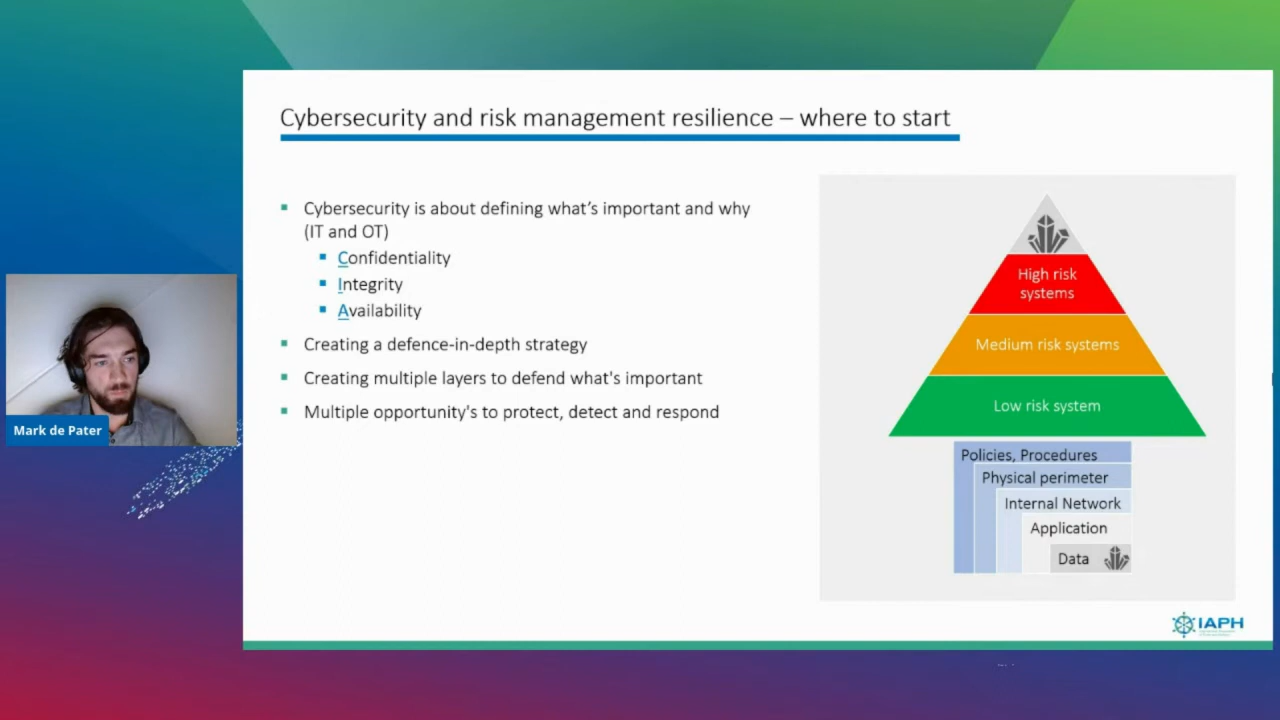 Cybersecurity and risk management resilience – where to start
Cybersecurity is about defining what's important and why
(IT and OT)
Confidentiality
Integrity
Availability
Creating a defence-in-depth strategy
Creating multiple layers to defend what's important
Multiple opportunity's to protect, detect and respond
High risk
systems
Medium risk systems
Low risk system
Policies, Procedures
Physical perimeter
Internal Network
Application
Data
Mark de Pater
IAPH